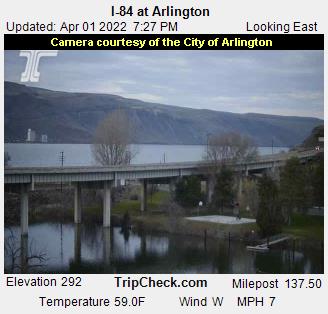 I-84 at Arlington
Updated: Apr 01 2022 7:27 PM Looking East
Camera courtesy of the City of Arlington
Elevation 292 TripCheck.com Milepost 137.50
Temperature 59.0F Wind W MPH 7